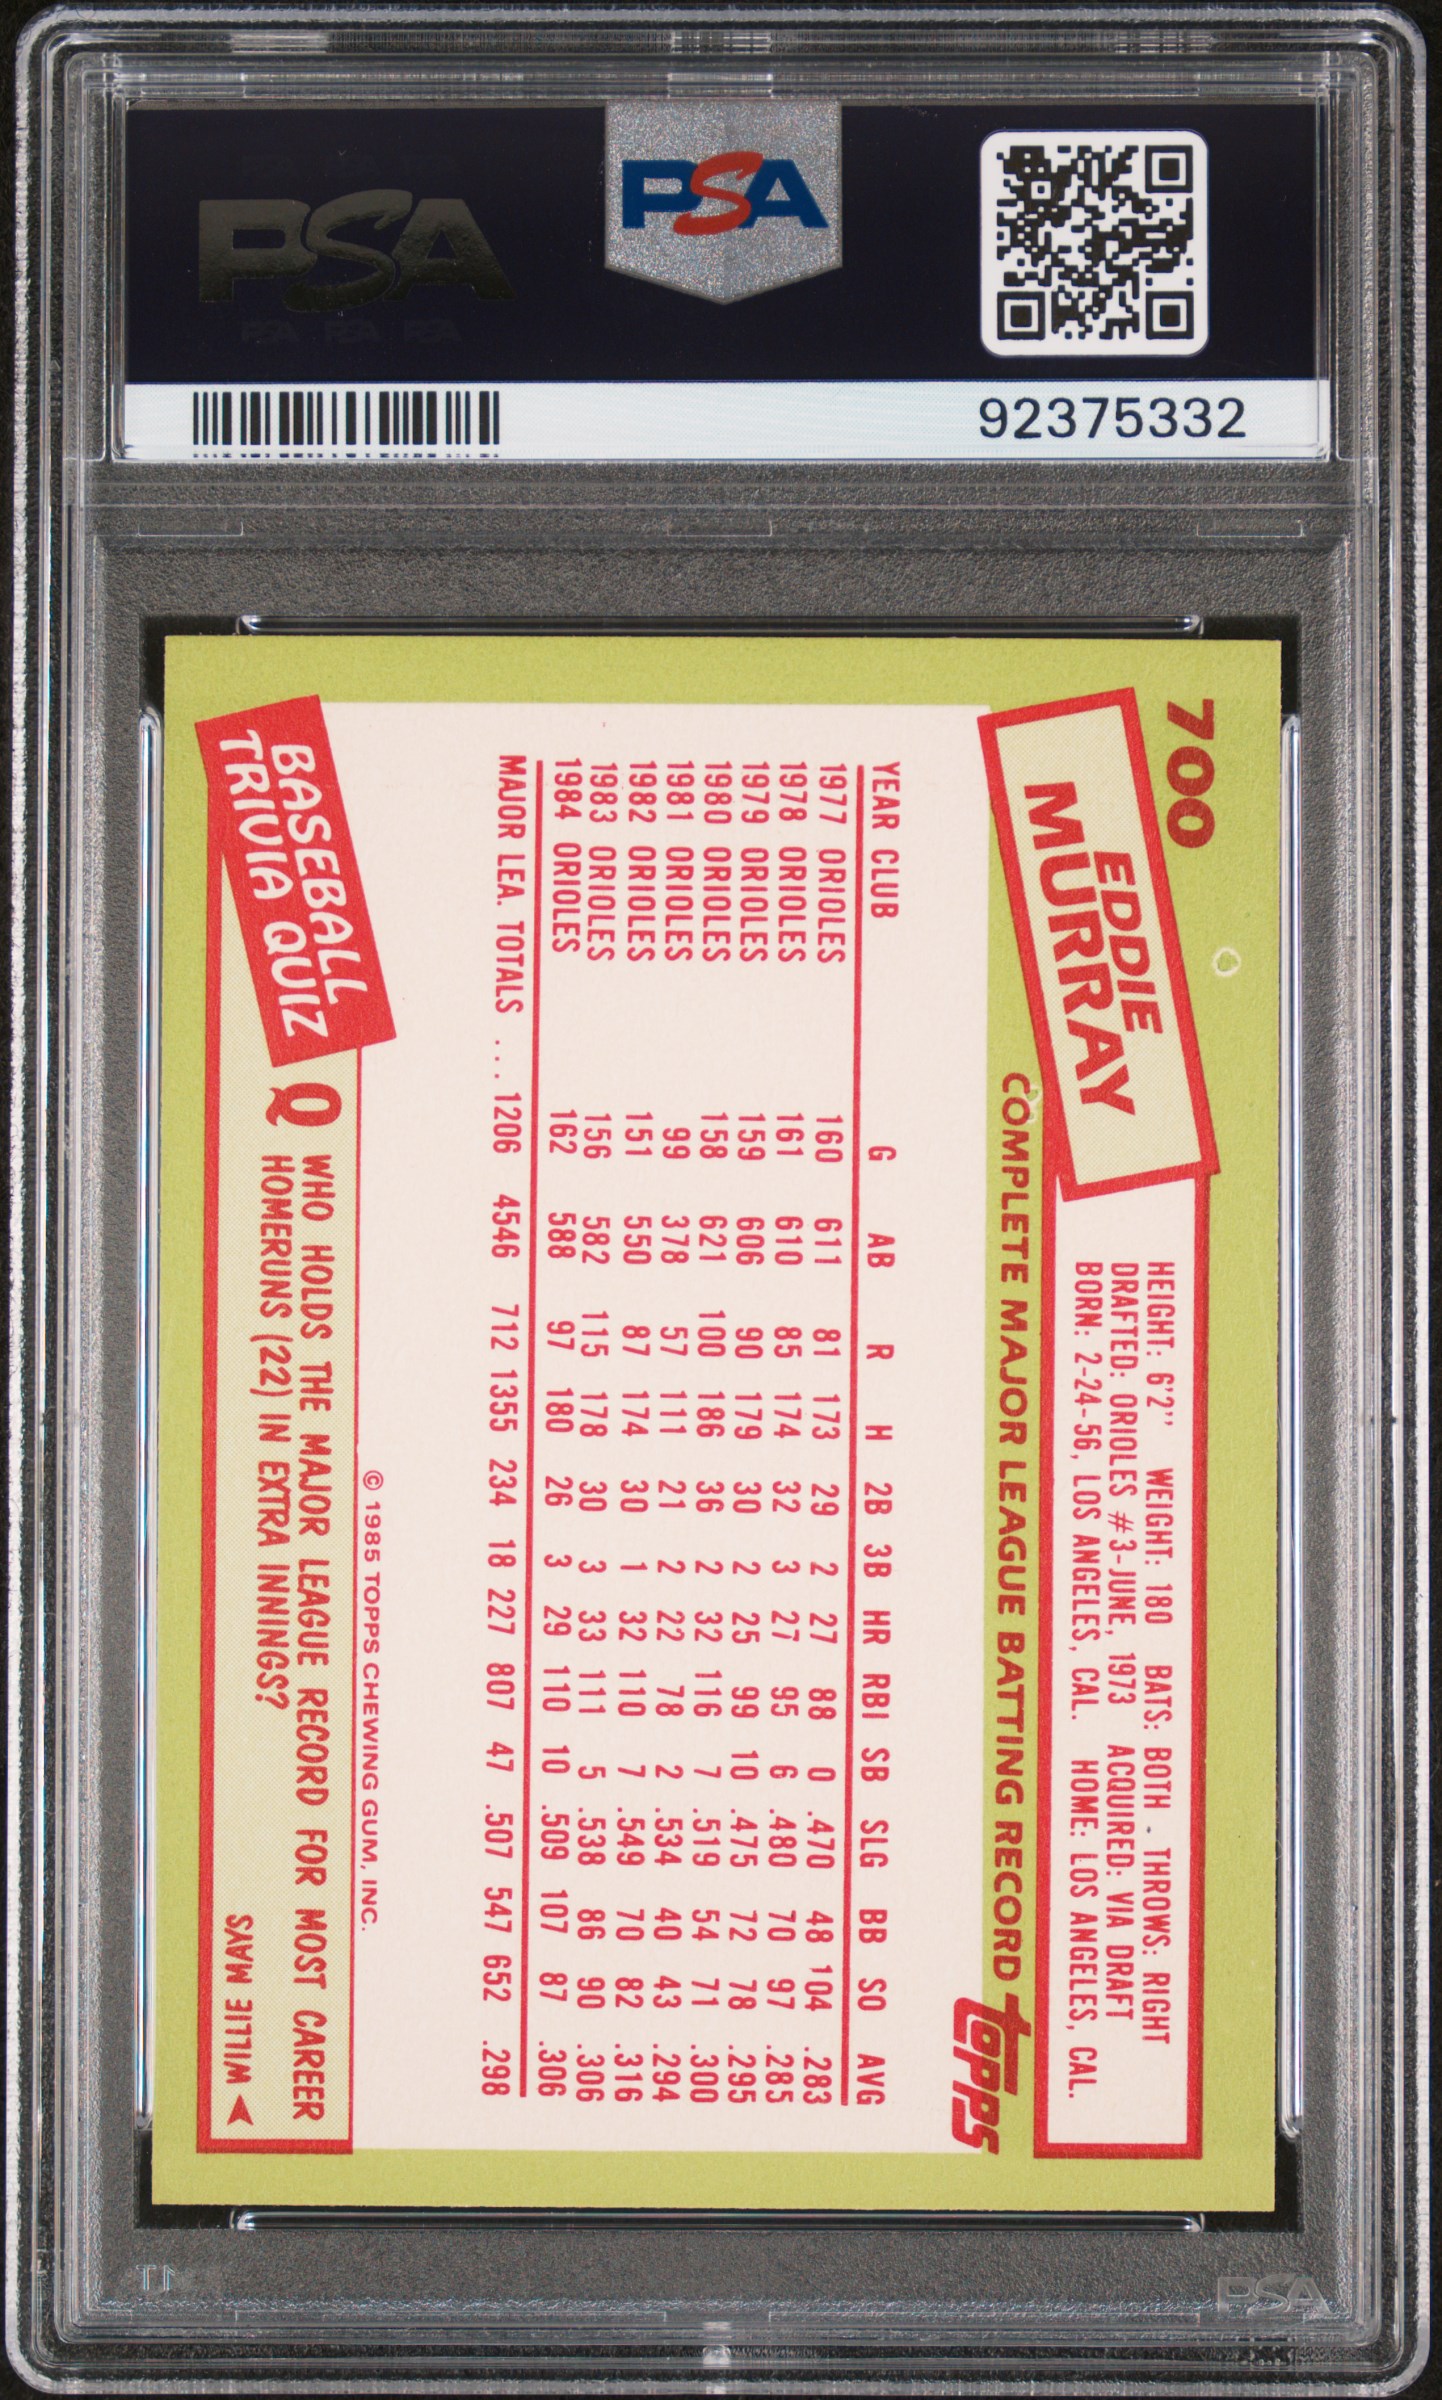 PSA
PSA
92375332
700
EDDIE
MURRAY
HEIGHT: 6'2" WEIGHT: 180 BATS: BOTH - THROWS: RIGHT
DRAFTED: ORIOLES #3-JUNE, 1973 ACQUIRED: VIA DRAFT
BORN: 2-24-56, LOS ANGELES, CAL. HOME: LOS ANGELES, CAL.
COMPLETE MAJOR LEAGUE BATTING RECORD
topps
YEAR CLUB G AB R H 2B 3B HR RBI SB SLG BB SO AVG
1977 ORIOLES 160 611 81 173 29 2 27 88 0 .470 48 104 .283
1978 ORIOLES 161 610 85 174 32 3 27 95 6 .480 70 97 .285
1979 ORIOLES 159 606 90 179 30 2 25 99 10 .475 72 78 .295
1980 ORIOLES 158 621 100 186 36 2 32 116 7 .519 54 71 .300
1981 ORIOLES 99 378 57 111 21 2 22 78 2 .534 40 43 .294
1982 ORIOLES 151 550 87 174 30 1 32 110 7 .549 70 82 .316
1983 ORIOLES 156 582 115 178 30 3 33 111 5 .538 86 90 .306
1984 ORIOLES 162 588 97 180 26 3 29 110 10 .509 107 87 .306
MAJOR LEA. TOTALS ... 1206 4546 712 1355 234 18 227 807 47 .507 547 652 .298
© 1985 TOPPS CHEWING GUM, INC.
BASEBALL
TRIVIA QUIZ
Q WHO HOLDS THE MAJOR LEAGUE RECORD FOR MOST CAREER
HOMERUNS (22) IN EXTRA INNINGS?
WILLIE MAYS
PSA